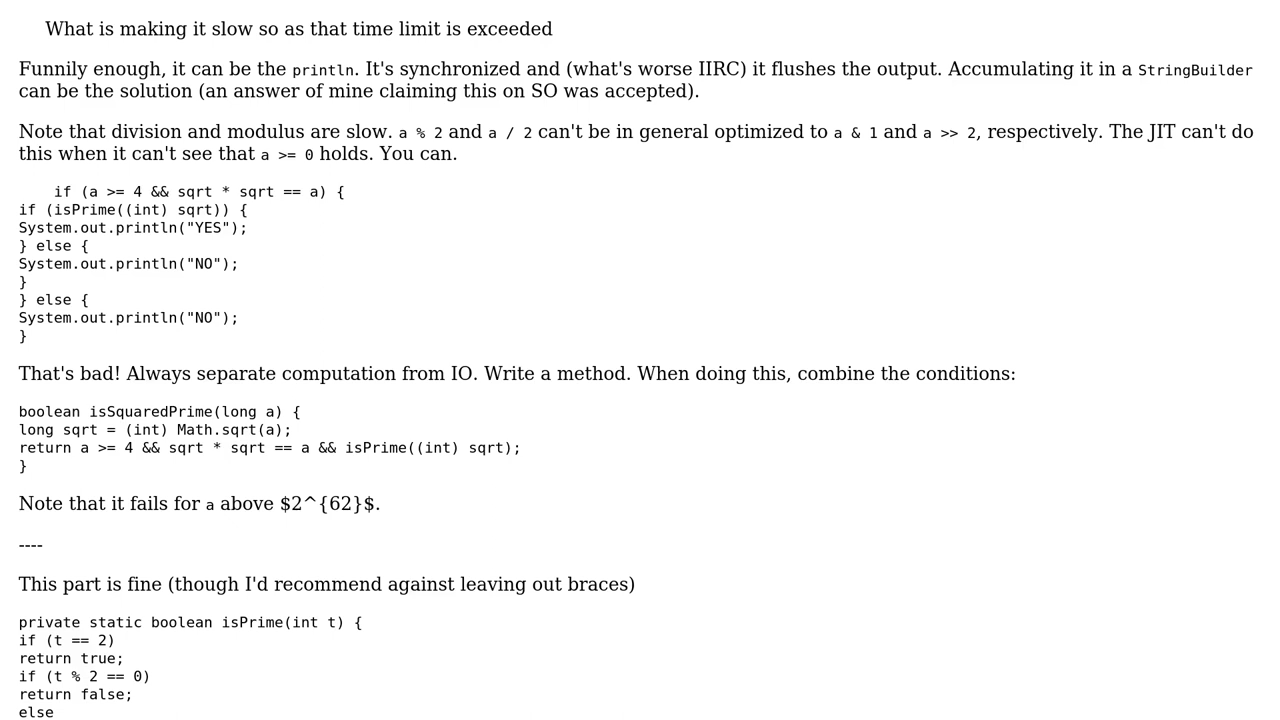 What is making it slow so as that time limit is exceeded
Funnily enough, it can be the println. It's synchronized and (what's worse IIRC) it flushes the output. Accumulating it in a StringBuilder
can be the solution (an answer of mine claiming this on SO was accepted).
Note that division and modulus are slow. a % 2 and a / 2 can't be in general optimized to a & 1 and a >> 2, respectively. The JIT can't do
this when it can't see that a >= 0 holds. You can.
if (a >= 4 && sqrt * sqrt == a) {
if (isPrime((int) sqrt)) {
System.out.println("YES");
} else {
System.out.println("NO");
}
} else {
System.out.println("NO");
}
That's bad! Always separate computation from IO. Write a method. When doing this, combine the conditions:
boolean isSquaredPrime(long a) {
long sqrt = (int) Math.sqrt(a);
return a >= 4 && sqrt * sqrt == a && isPrime((int) sqrt);
}
Note that it fails for a above $2^{62}$.
----
This part is fine (though I'd recommend against leaving out braces)
private static boolean isPrime(int t) {
if (t == 2)
return true;
if (t % 2 == 0)
return false;
else